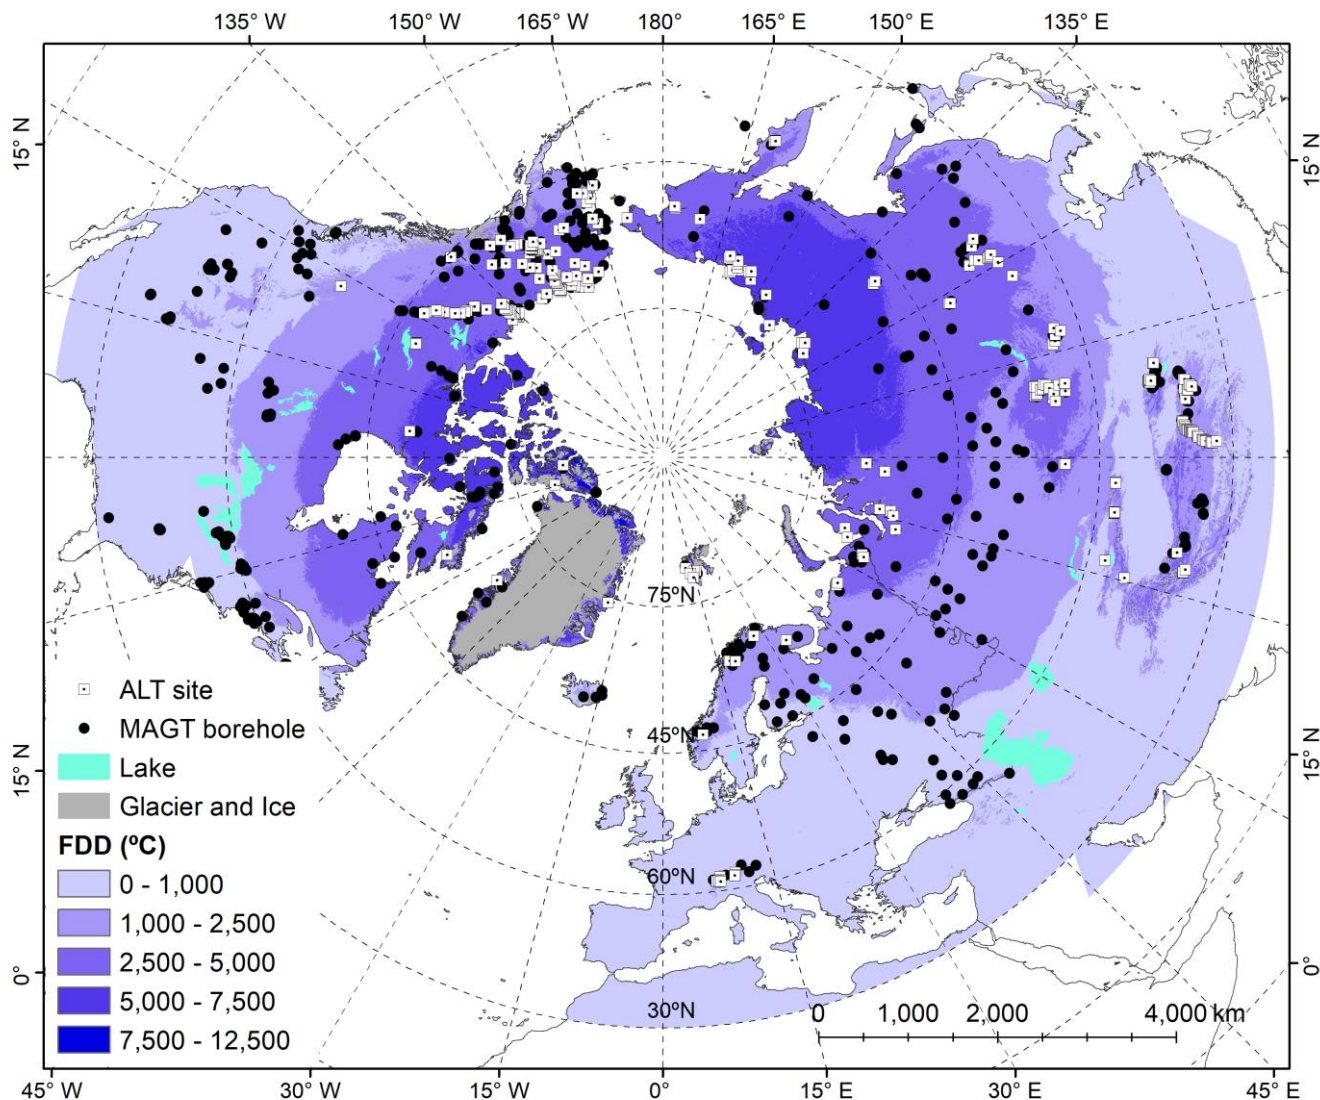 135° W 150° W 165° W 180° 165° E 150° E 135° E
15° N 15° N
75°N
ALT site
MAGT borehole
45°N
Lake
15° N 15° N
Glacier and Ice
FDD (ºC)
60°N
0 - 1,000
1,000 - 2,500
2,500 - 5,000
0° 0°
5,000 - 7,500
30°N
0 1,000 2,000 4,000 km
7,500 - 12,500
45° W 30° W 15° W 0° 15° E 30° E 45° E